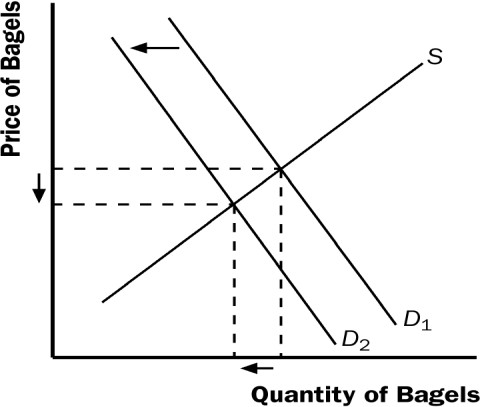 Price of Bagels
S
D1
D2
Quantity of Bagels